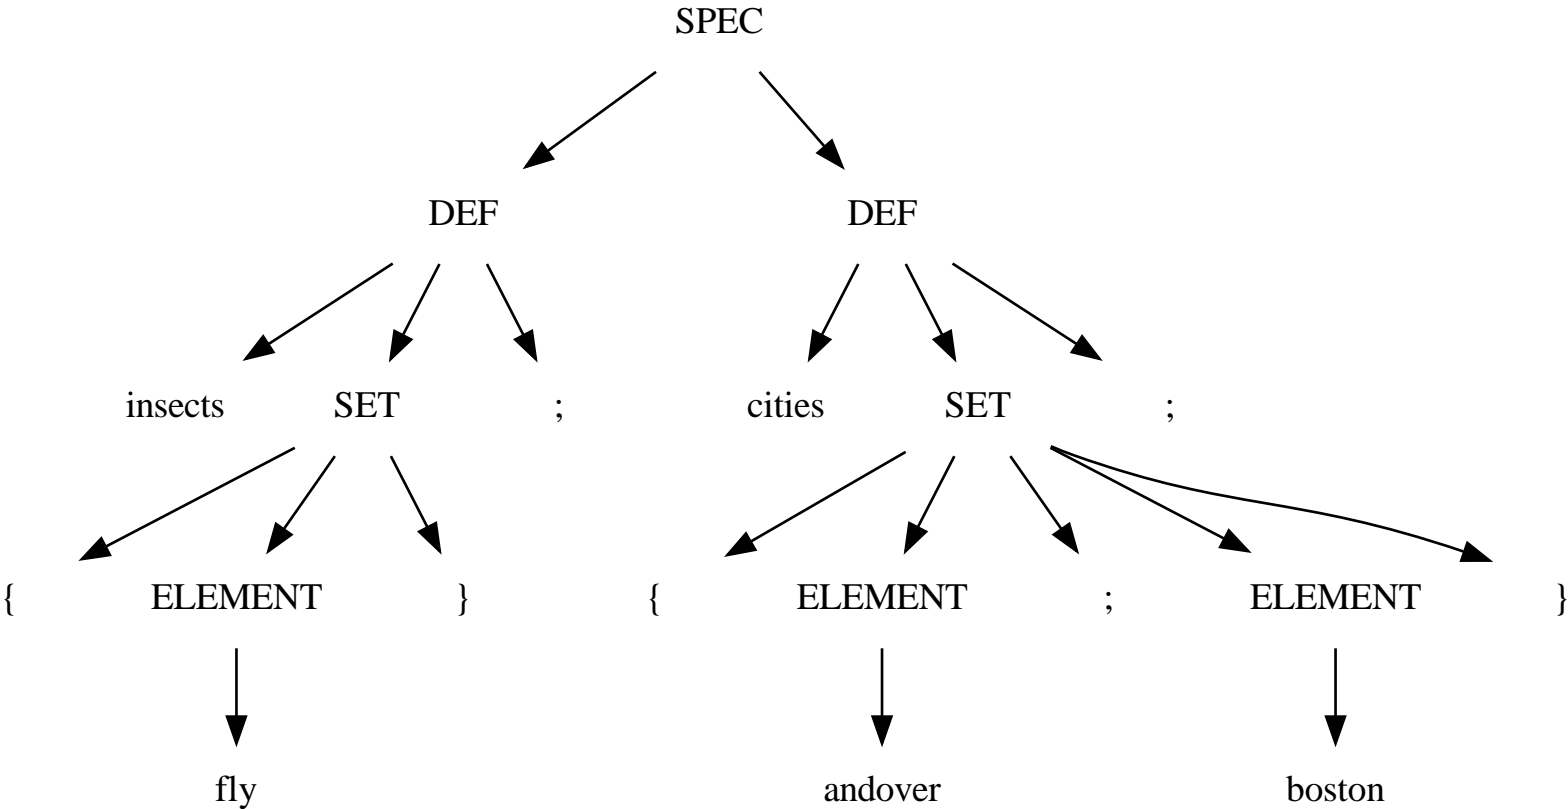 SPEC
DEF DEF
insects SET ; cities SET ;
{ ELEMENT } { ELEMENT ; ELEMENT }
fly andover boston